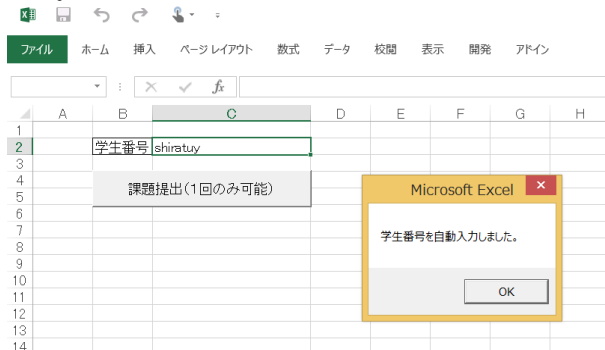 ファイル ホーム 挿入 ページ レイアウト 数式 データ 校閲 表示 開発 アドイン
fx
A B C D E F G H
1
2 学生番号 shiratuy
3
4
課題提出(1回のみ可能)
5
Microsoft Excel
6
7 学生番号を自動入力しました。
8
9
10
OK
11
12
13
14